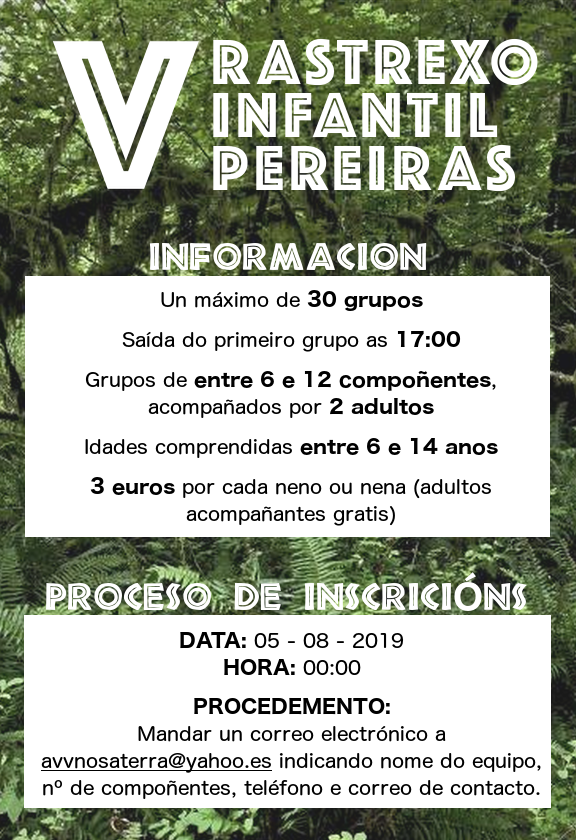 V RASTREXO
INFANTIL
PEREIRAS
INFORMACION
Un máximo de 30 grupos
Saída do primeiro grupo as 17:00
Grupos de entre 6 e 12 compoñentes,
acompañados por 2 adultos
Idades comprendidas entre 6 e 14 anos
3 euros por cada neno ou nena (adultos
acompañantes gratis)
PROCESO DE INSCRICIÓNS
DATA: 05 - 08 - 2019
HORA: 00:00
PROCEDEMENTO:
Mandar un correo electrónico a
avvnosaterra@yahoo.es indicando nome do equipo,
nº de compoñentes, teléfono e correo de contacto.